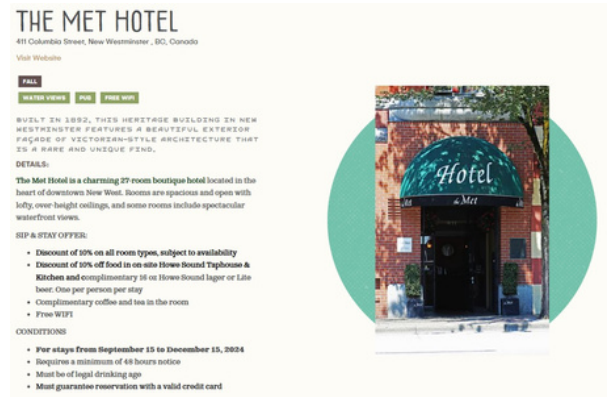 THE MET HOTEL
411 Columbia Street, New Westminster , BC, Canada
Visit Website
FALL
WATER VIEWS PUB FREE WIFI
BUILT IN 1892, THIS HERITAGE BUILDING IN NEW
WESTMINSTER FEATURES A BEAUTIFUL EXTERIOR
FAÇADE OF VICTORIAN-STYLE ARCHITECTURE THAT
IS A RARE AND UNIQUE FIND.
DETAILS:
The Met Hotel is a charming 27-room boutique hotel located in the
heart of downtown New West. Rooms are spacious and open with
lofty, over-height ceilings, and some rooms include spectacular
waterfront views.
SIP & STAY OFFER:
• Discount of 10% on all room types, subject to availability
• Discount of 10% off food in on-site Howe Sound Taphouse &
Kitchen and complimentary 16 oz Howe Sound lager or Lite
beer. One per person per stay
• Complimentary coffee and tea in the room
• Free WIFI
CONDITIONS
• For stays from September 15 to December 15, 2024
• Requires a minimum of 48 hours notice
• Must be of legal drinking age
• Must guarantee reservation with a valid credit card
Hotel
the Met